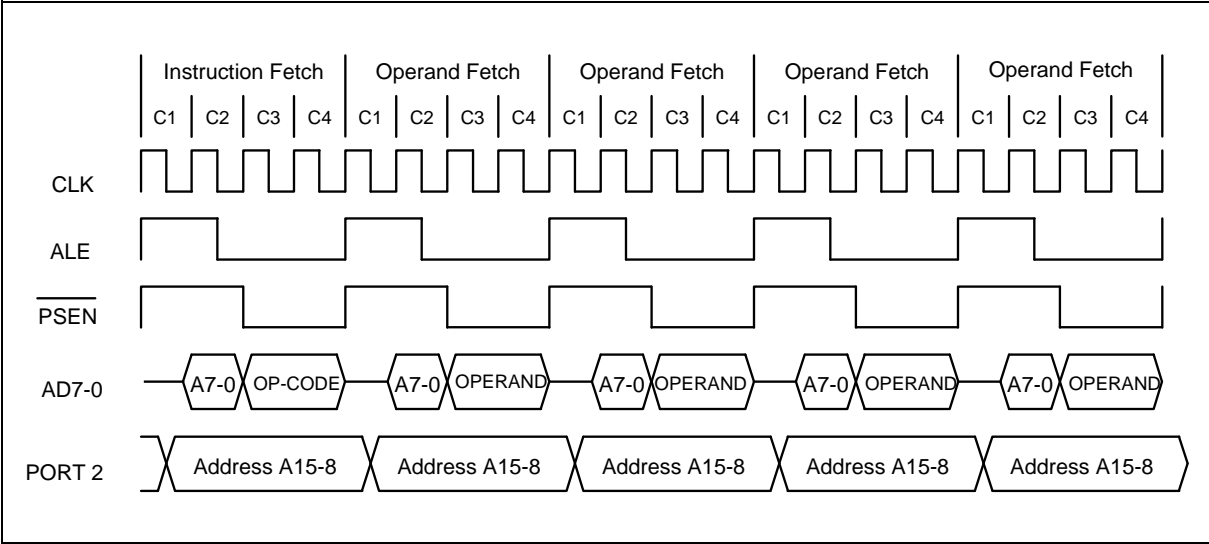 Instruction Fetch Operand Fetch Operand Fetch Operand Fetch Operand Fetch
C1 C2 C3 C4 C1 C2 C3 C4 C1 C2 C3 C4 C1 C2 C3 C4 C1 C2 C3 C4
CLK
ALE
PSEN
AD7-0 A7-0 OP-CODE A7-0 OPERAND A7-0 OPERAND A7-0 OPERAND A7-0 OPERAND
PORT 2 Address A15-8 Address A15-8 Address A15-8 Address A15-8 Address A15-8